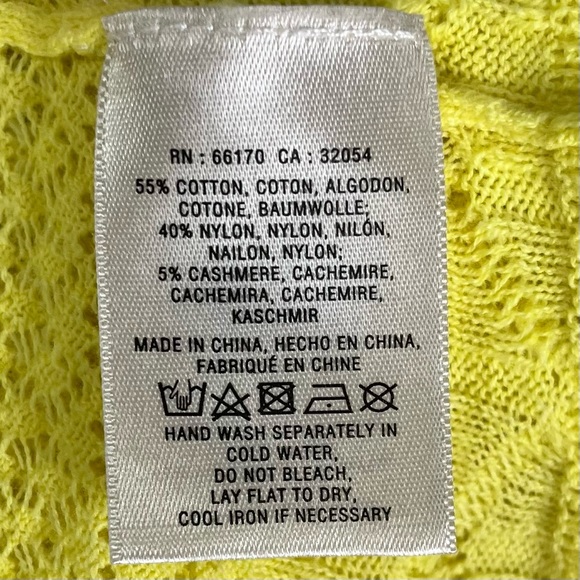 RN : 66170 CA : 32054
55% COTTON, COTON, ALGODON,
COTONE, BAUMWOLLE;
40% NYLON, NYLON, NILÓN,
NAILON, NYLON;
5% CASHMERE, CACHEMIRE,
CACHEMIRA, CACHEMIRE,
KASCHMIR
MADE IN CHINA, HECHO EN CHINA,
FABRIQUÉ EN CHINE
HAND WASH SEPARATELY IN
COLD WATER,
DO NOT BLEACH,
LAY FLAT TO DRY,
COOL IRON IF NECESSARY